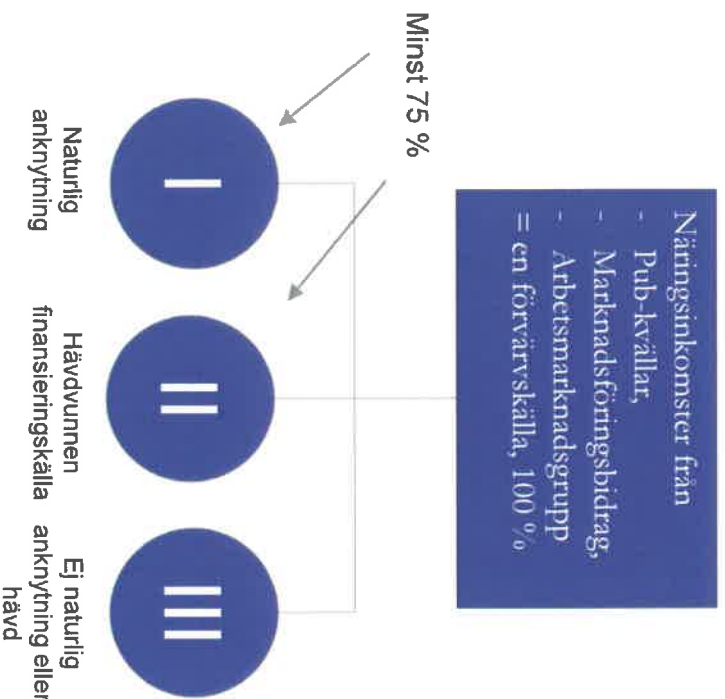 Näringsinkomster från
- Pub-kvällar,
- Marknadsföringsbidrag,
- Arbetsmarknadsgrupp
= en förvärvskälla, 100 %
Minst 75 %
I
II
III
Naturlig
anknytning
Hävdvunnen
finansieringskälla
Ej naturlig
anknytning eller
hävd